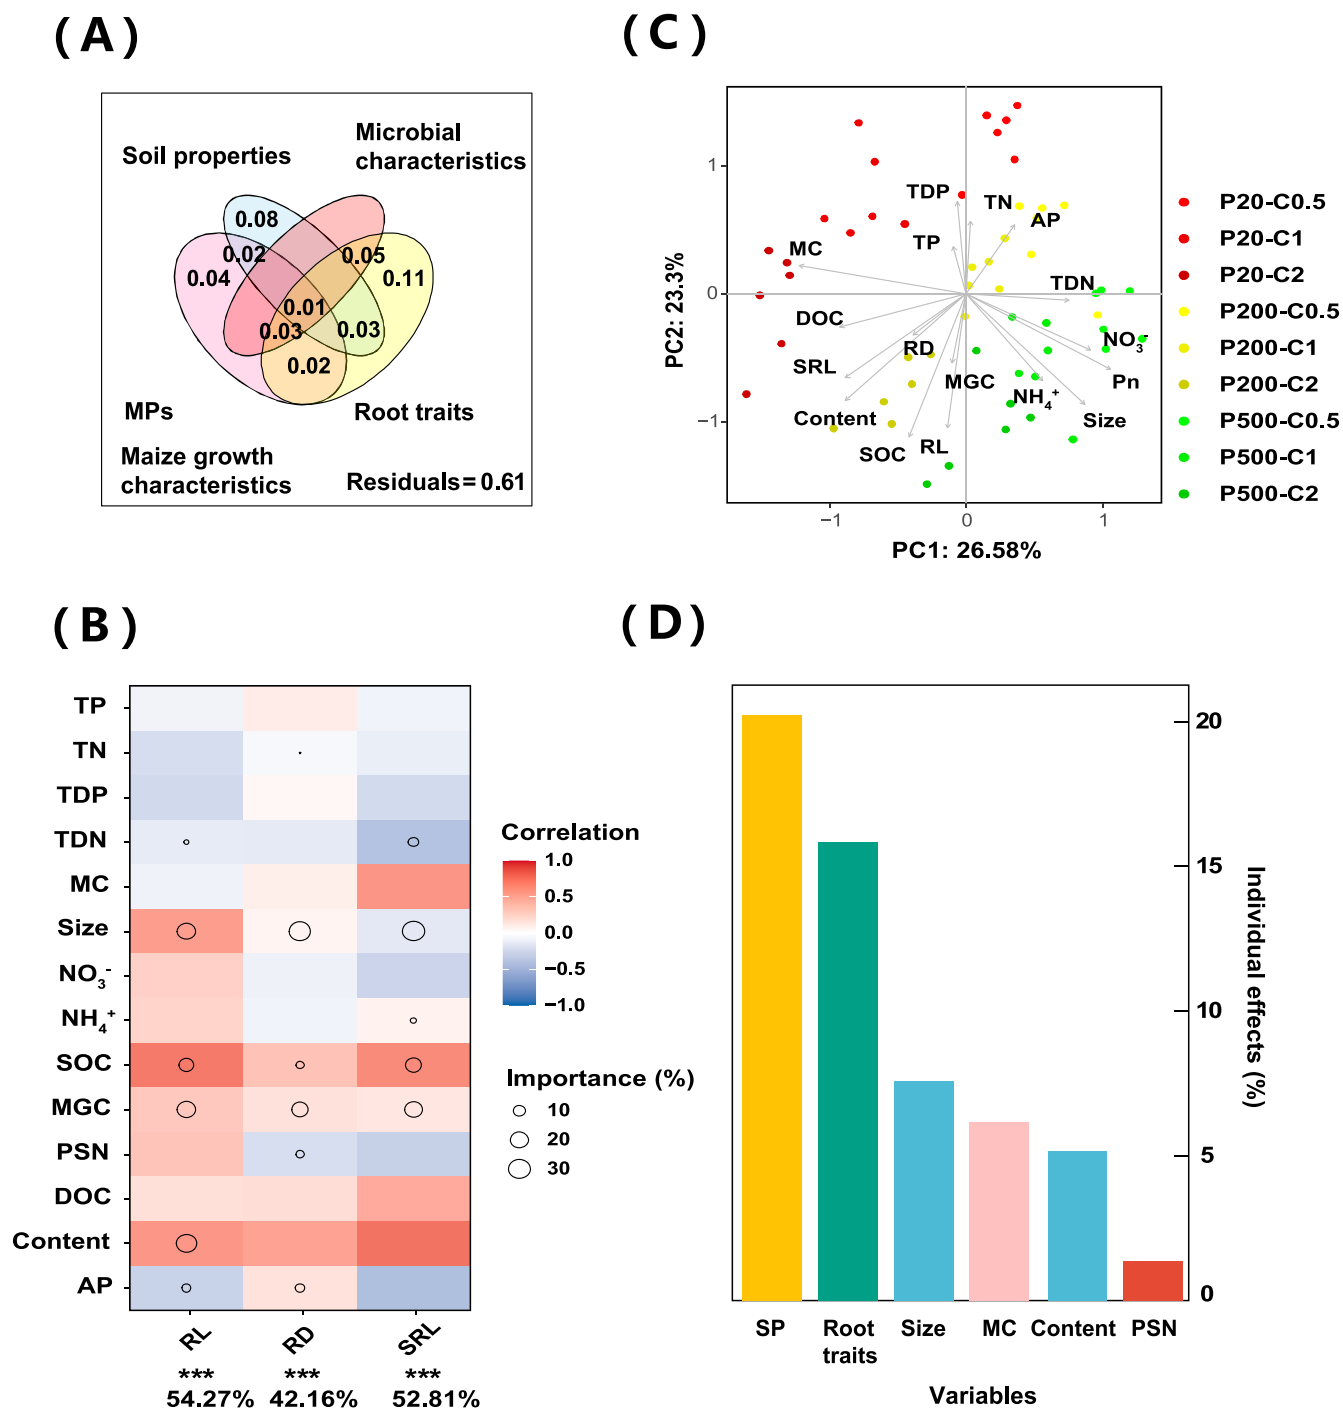 (A)
Soil properties
Microbial
characteristics
0.08
0.02
0.05
0.04
0.11
0.01
0.03
0.03
0.02
MPs
Root traits
Maize growth
characteristics
Residuals = 0.61
(C)
PC2: 23.3%
1
0
−1
−1
0
1
PC1: 26.58%
TDP
TN
AP
TP
MC
TDN
DOC
RD
NO₃⁻
SRL
MGC
Pn
NH₄⁺
Content
Size
SOC
RL
P20-C0.5
P20-C1
P20-C2
P200-C0.5
P200-C1
P200-C2
P500-C0.5
P500-C1
P500-C2
(B)
TP
TN
TDP
TDN
MC
Size
NO₃⁻
NH₄⁺
SOC
MGC
PSN
DOC
Content
AP
RL
RD
SRL
*** *** ***
54.27% 42.16% 52.81%
Correlation
1.0
0.5
0.0
−0.5
−1.0
Importance (%)
10
20
30
(D)
20
15
10
5
0
Individual effects (%)
SP
Root
traits
Size
MC
Content
PSN
Variables